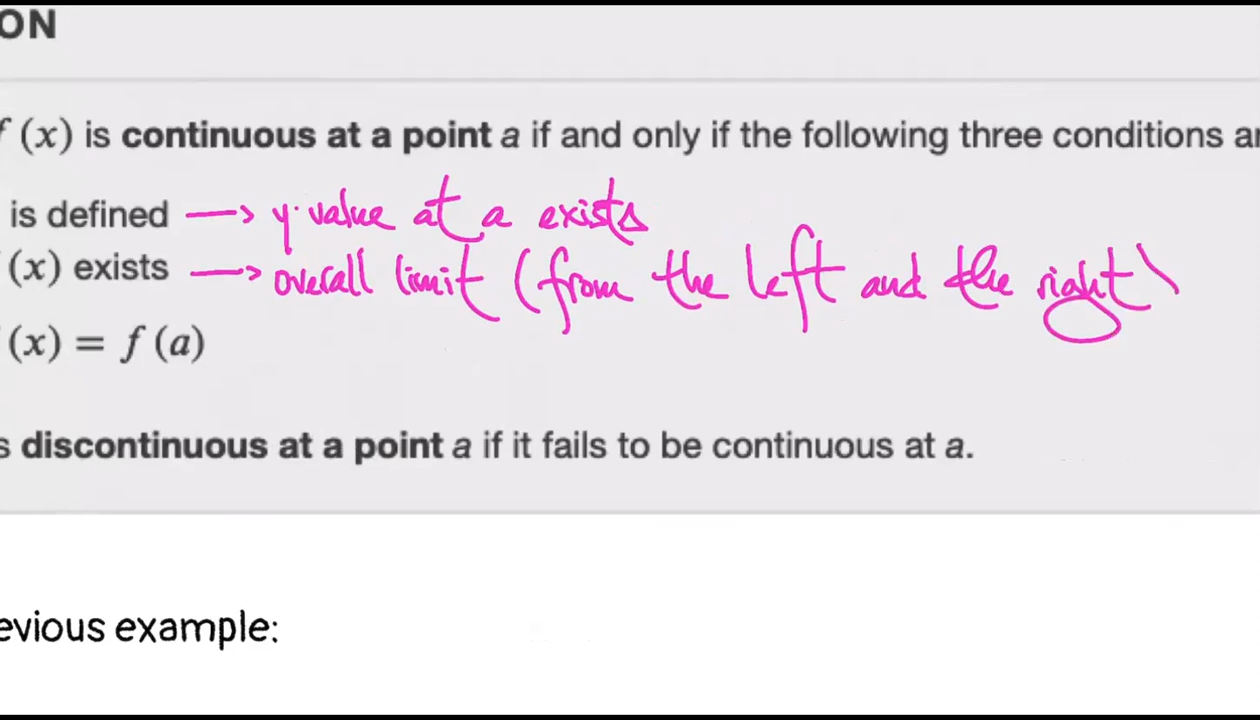 ON
f (x) is continuous at a point a if and only if the following three conditions ar
is defined → y-value at a exists
(x) exists → overall limit (from the left and the right)
(x) = f (a)
s discontinuous at a point a if it fails to be continuous at a.
evious example: